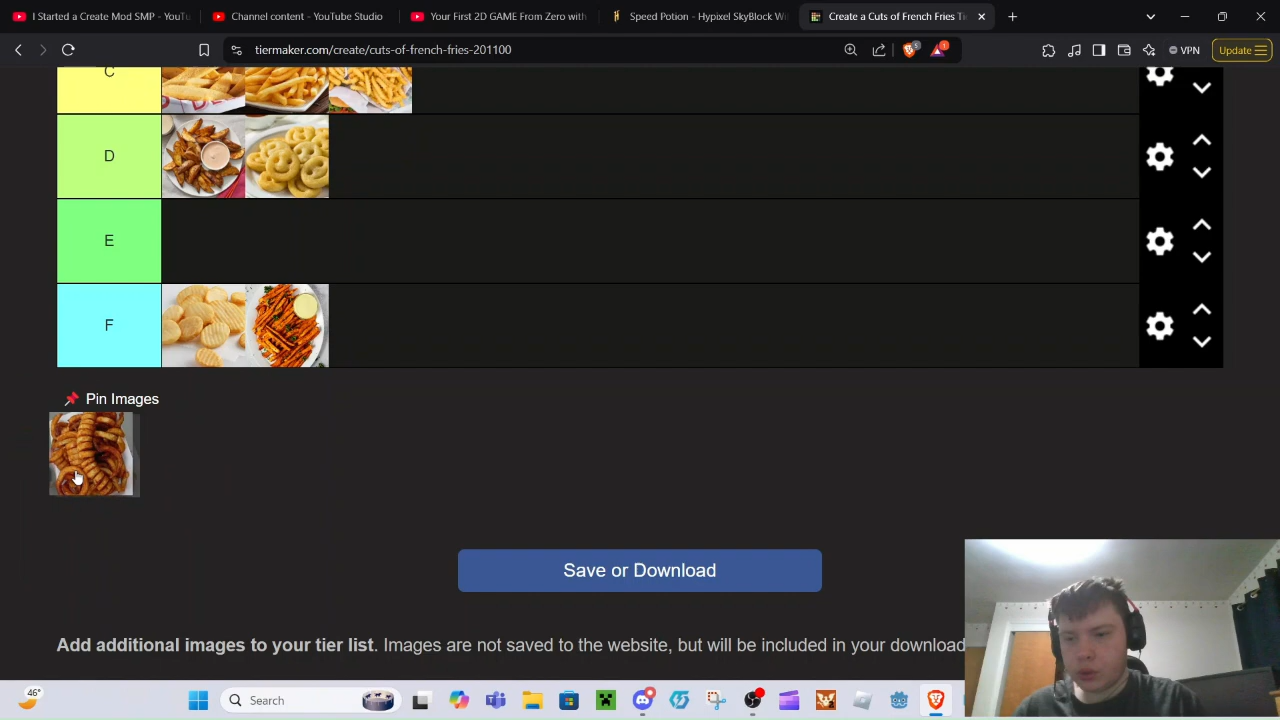 I Started a Create Mod SMP - YouTu
Channel content - YouTube Studio
Your First 2D GAME From Zero with
Speed Potion - Hypixel SkyBlock Wi
Create a Cuts of French Fries Ti
tiermaker.com/create/cuts-of-french-fries-201100
5
1
VPN
Update
C
D
E
F
Pin Images
Save or Download
Add additional images to your tier list. Images are not saved to the website, but will be included in your download
46°
Search